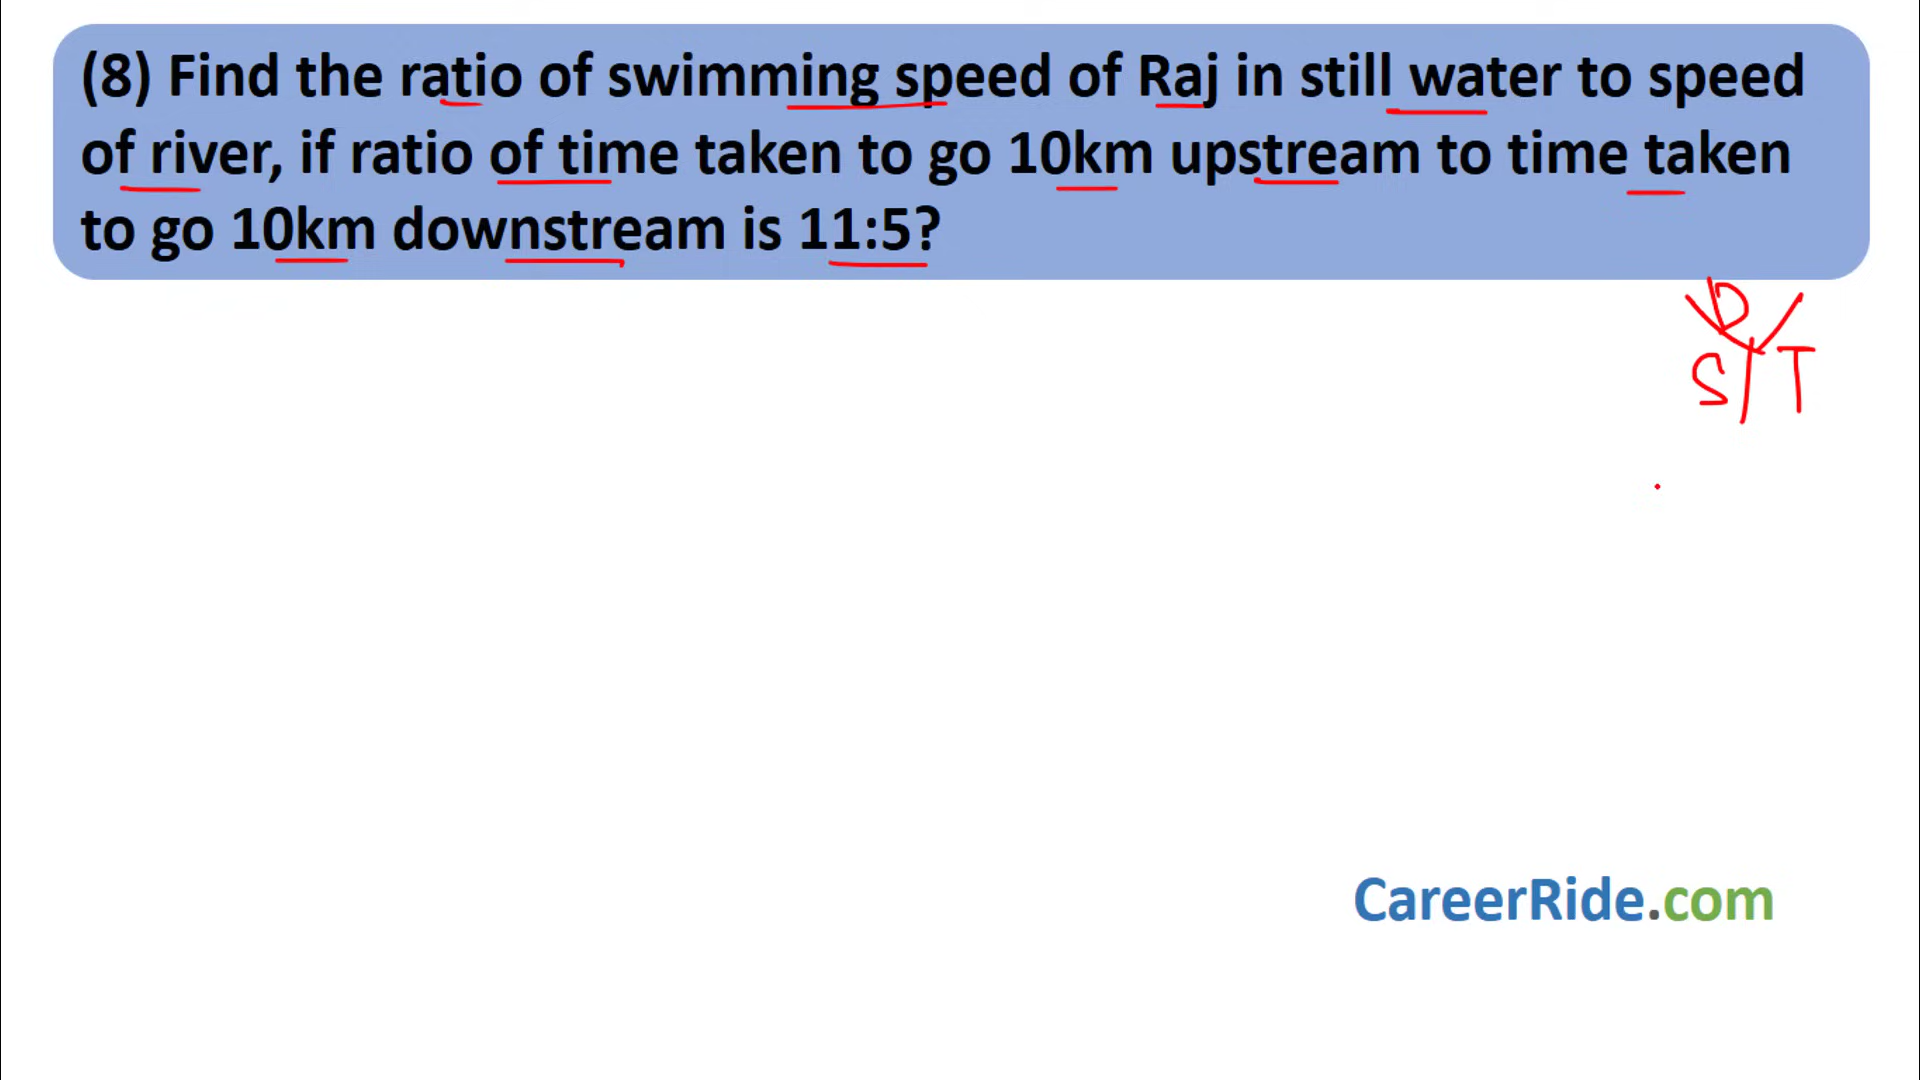 (8) Find the ratio of swimming speed of Raj in still water to speed
of river, if ratio of time taken to go 10km upstream to time taken
to go 10km downstream is 11:5?
D
S T
CareerRide.com